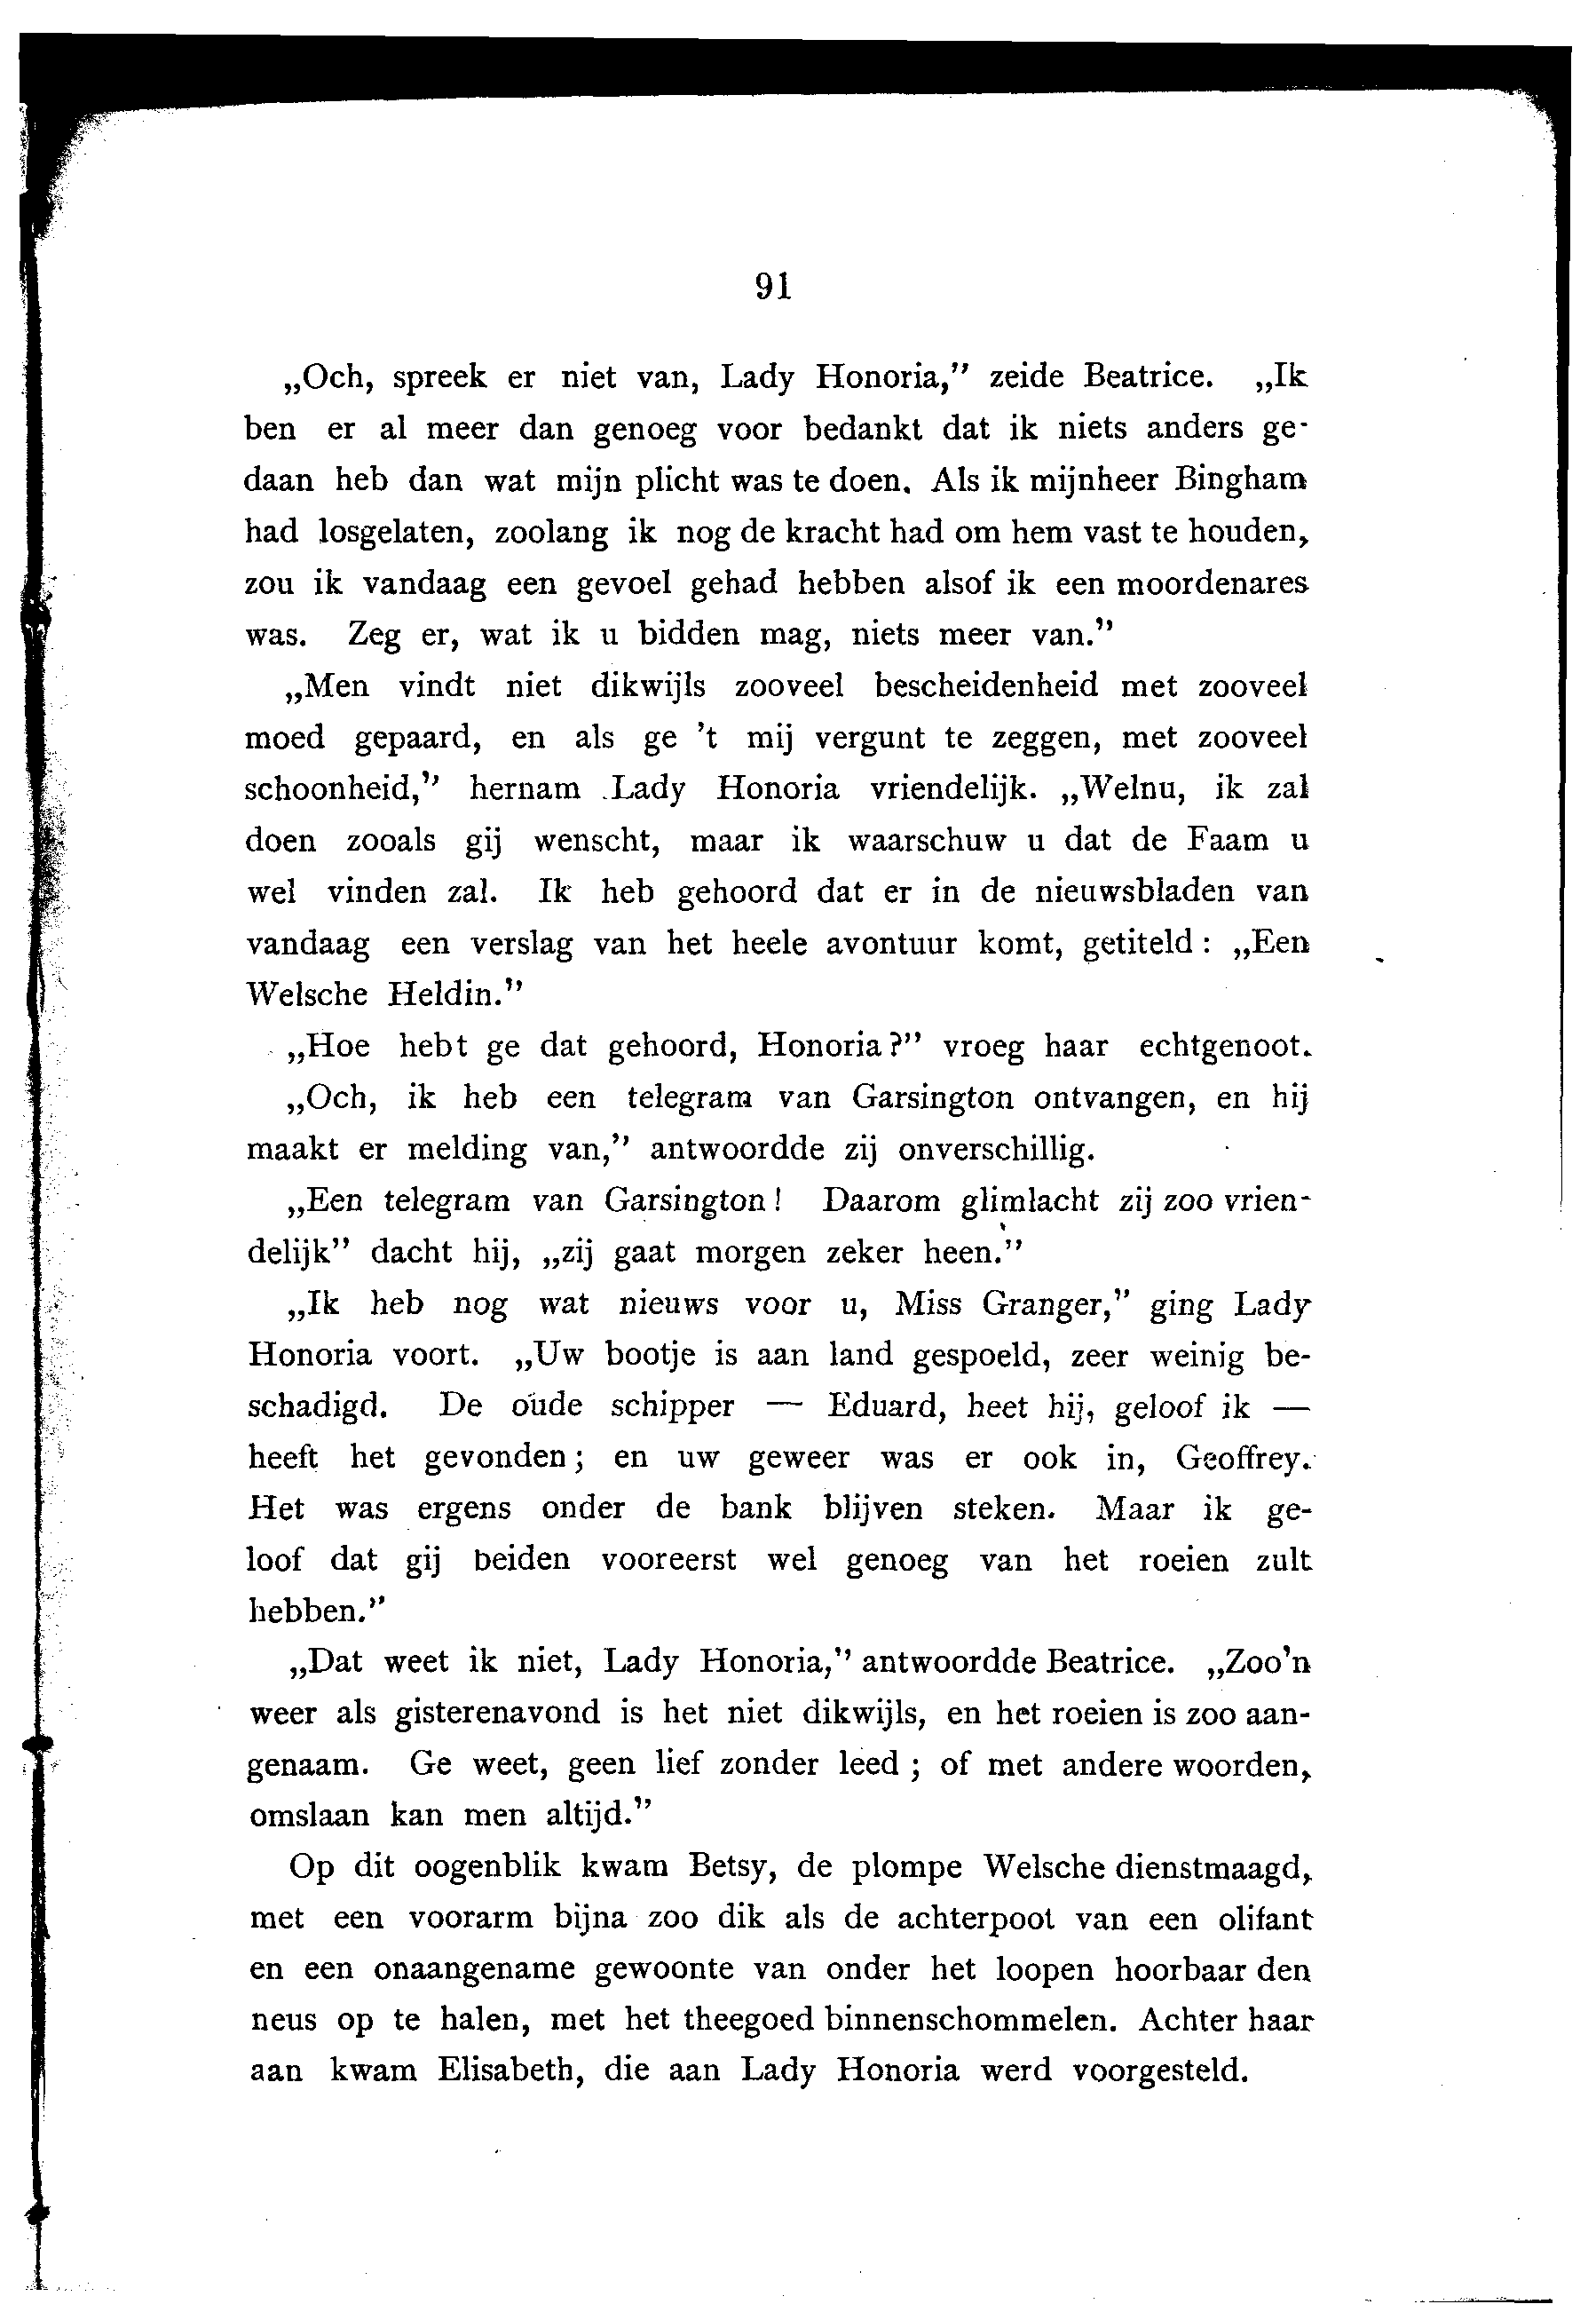 91
„Och, spreek er niet van, Lady Honoria,” zeide Beatrice. „Ik
ben er al meer dan genoeg voor bedankt dat ik niets anders ge-
daan heb dan wat mijn plicht was te doen. Als ik mijnheer Bingham
had losgelaten, zoolang ik nog de kracht had om hem vast te houden,
zou ik vandaag een gevoel gehad hebben alsof ik een moordenares
was. Zeg er, wat ik u bidden mag, niets meer van.”
„Men vindt niet dikwijls zooveel bescheidenheid met zooveel
moed gepaard, en als ge 't mij vergunt te zeggen, met zooveel
schoonheid,” hernam Lady Honoria vriendelijk. „Welnu, ik zal
doen zooals gij wenscht, maar ik waarschuw u dat de Faam u
wel vinden zal. Ik heb gehoord dat er in de nieuwsbladen van
vandaag een verslag van het heele avontuur komt, getiteld: „Een
Welsche Heldin.”
„Hoe hebt ge dat gehoord, Honoria?” vroeg haar echtgenoot.
„Och, ik heb een telegram van Garsington ontvangen, en hij
maakt er melding van,” antwoordde zij onverschillig.
„Een telegram van Garsington! Daarom glimlacht zij zoo vrien-
delijk” dacht hij, „zij gaat morgen zeker heen.”
„Ik heb nog wat nieuws voor u, Miss Granger,” ging Lady
Honoria voort. „Uw bootje is aan land gespoeld, zeer weinig be-
schadigd. De oude schipper — Eduard, heet hij, geloof ik —
heeft het gevonden; en uw geweer was er ook in, Geoffrey.
Het was ergens onder de bank blijven steken. Maar ik ge-
loof dat gij beiden vooreerst wel genoeg van het roeien zult
hebben.”
„Dat weet ik niet, Lady Honoria,” antwoordde Beatrice. „Zoo'n
weer als gisterenavond is het niet dikwijls, en het roeien is zoo aan-
genaam. Ge weet, geen lief zonder leed; of met andere woorden,
omslaan kan men altijd.”
Op dit oogenblik kwam Betsy, de plompe Welsche dienstmaagd,
met een voorarm bijna zoo dik als de achterpoot van een olifant
en een onaangename gewoonte van onder het loopen hoorbaar den
neus op te halen, met het theegoed binnenschommelen. Achter haar
aan kwam Elisabeth, die aan Lady Honoria werd voorgesteld.